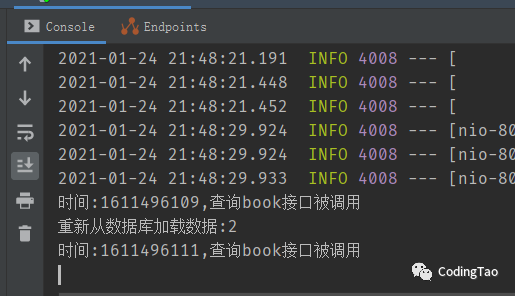 Console Endpoints
2021-01-24 21:48:21.191 INFO 4008 --- [
2021-01-24 21:48:21.448 INFO 4008 --- [
2021-01-24 21:48:21.452 INFO 4008 --- [
2021-01-24 21:48:29.924 INFO 4008 --- [nio-80
2021-01-24 21:48:29.924 INFO 4008 --- [nio-80
2021-01-24 21:48:29.933 INFO 4008 --- [nio-80
时间:1611496109,查询book接口被调用
重新从数据库加载数据:2
时间:1611496111,查询book接口被调用
CodingTao